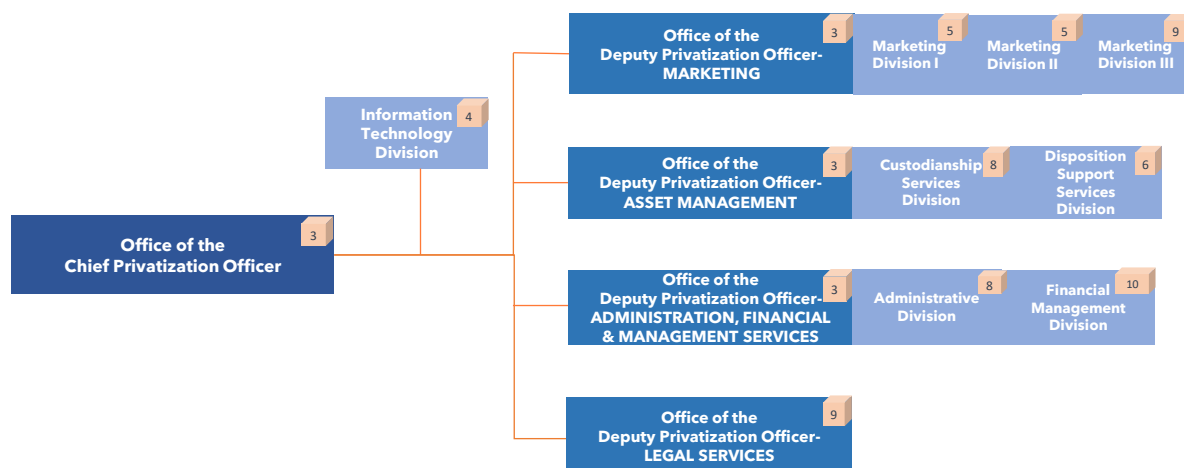 Office of the
Deputy Privatization Officer-
MARKETING
3
Marketing
Division I
5
Marketing
Division II
5
Marketing
Division III
9
Information
Technology
Division
4
Office of the
Deputy Privatization Officer-
ASSET MANAGEMENT
3
Custodianship
Services
Division
8
Disposition
Support
Services
Division
6
Office of the
Chief Privatization Officer
3
Office of the
Deputy Privatization Officer-
ADMINISTRATION, FINANCIAL
& MANAGEMENT SERVICES
3
Administrative
Division
8
Financial
Management
Division
10
Office of the
Deputy Privatization Officer-
LEGAL SERVICES
9